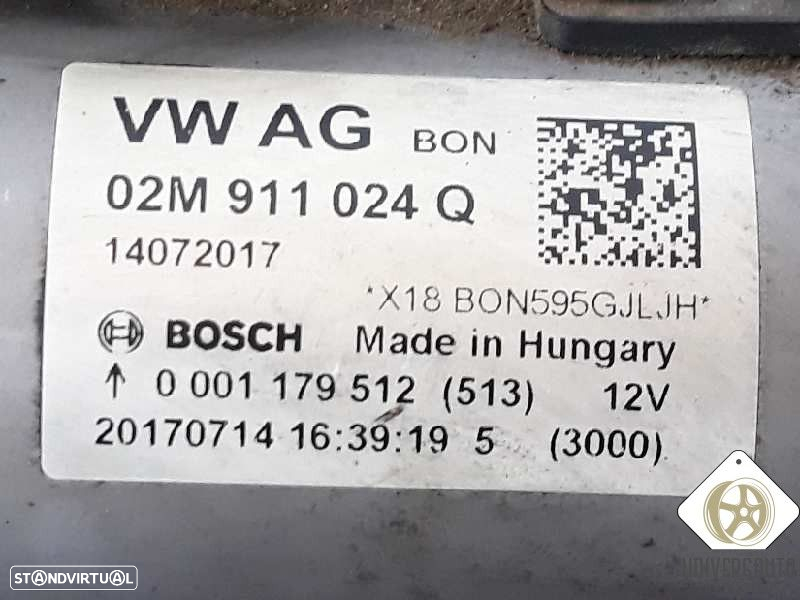 VW AG BON
02M 911 024 Q
14072017
*X18 BON595GJLJH*
BOSCH Made in Hungary
↑ 0 001 179 512 (513) 12V
20170714 16:39:19 5 (3000)
STANDVIRTUAL
UNIVERSAUTO